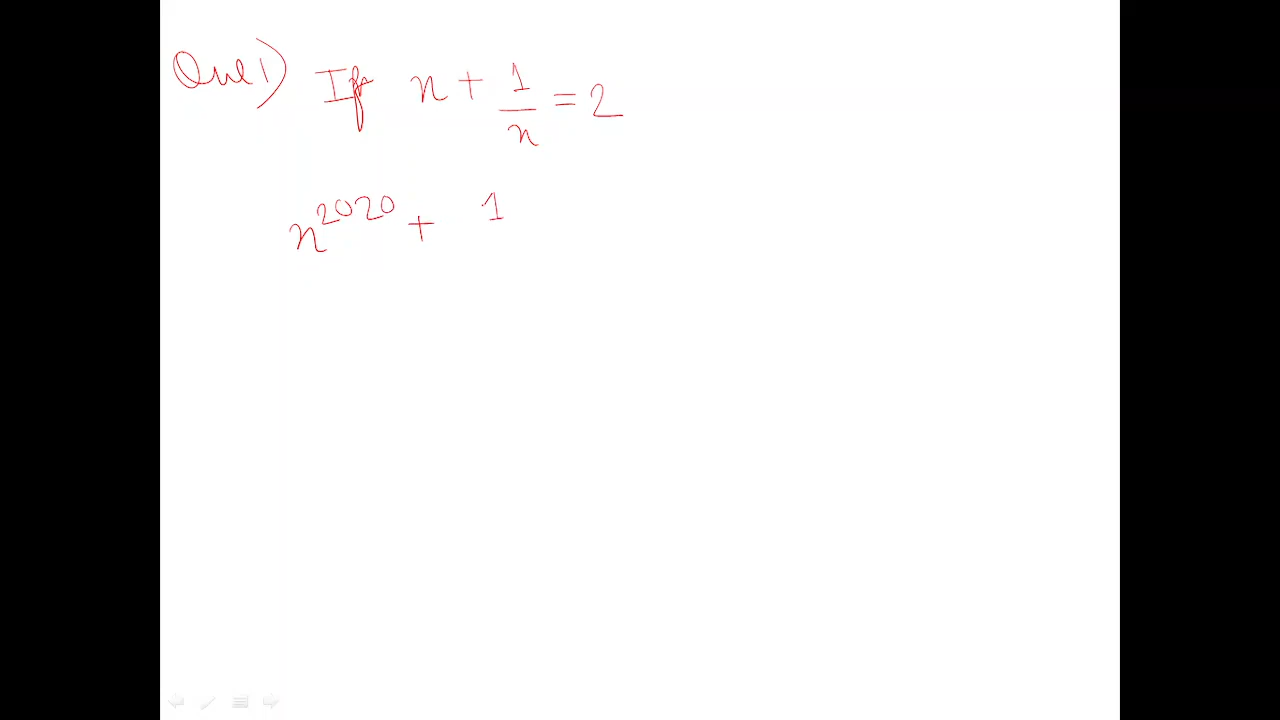 Que 1) If n + 1/n = 2
n^2020 + 1